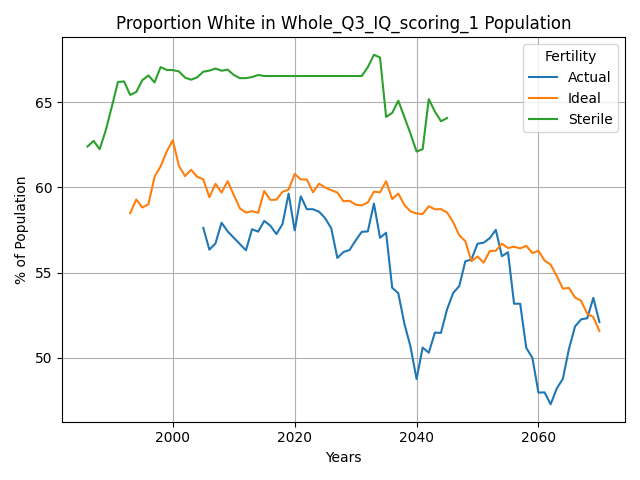 Proportion White in Whole_Q3_IQ_scoring_1 Population
Fertility
Actual
Ideal
Sterile
% of Population
65
60
55
50
2000
2020
2040
2060
Years